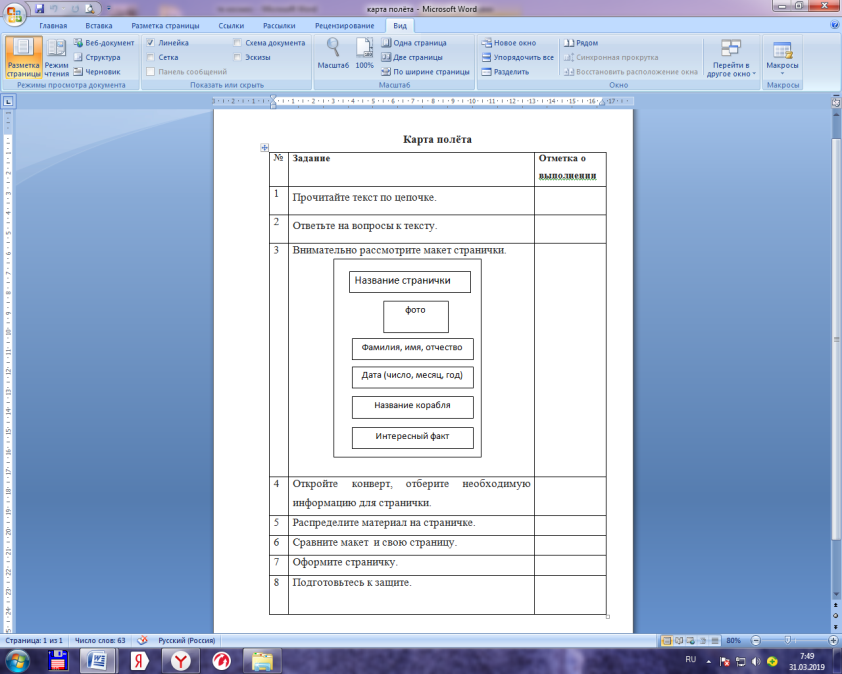 карта полёта - Microsoft Word
Главная Вставка Разметка страницы Ссылки Рассылки Рецензирование Вид
Разметка страницы
Режим чтения
Веб-документ
Структура
Черновик
Режимы просмотра документа
Линейка
Сетка
Панель сообщений
Схема документа
Эскизы
Показать или скрыть
Масштаб
100%
Одна страница
Две страницы
По ширине страницы
Масштаб
Новое окно
Упорядочить все
Разделить
Рядом
Синхронная прокрутка
Восстановить расположение окна
Перейти в другое окно
Окно
Макросы
Макросы
Карта полёта
№ Задание Отметка о
выполнении
1 Прочитайте текст по цепочке.
2 Ответьте на вопросы к тексту.
3 Внимательно рассмотрите макет странички.
Название странички
фото
Фамилия, имя, отчество
Дата (число, месяц, год)
Название корабля
Интересный факт
4 Откройте конверт, отберите необходимую
информацию для странички.
5 Распределите материал на страничке.
6 Сравните макет и свою страницу.
7 Оформите страничку.
8 Подготовьтесь к защите.
Страница: 1 из 1 Число слов: 63 Русский (Россия) 80%
RU 7:49
31.03.2019